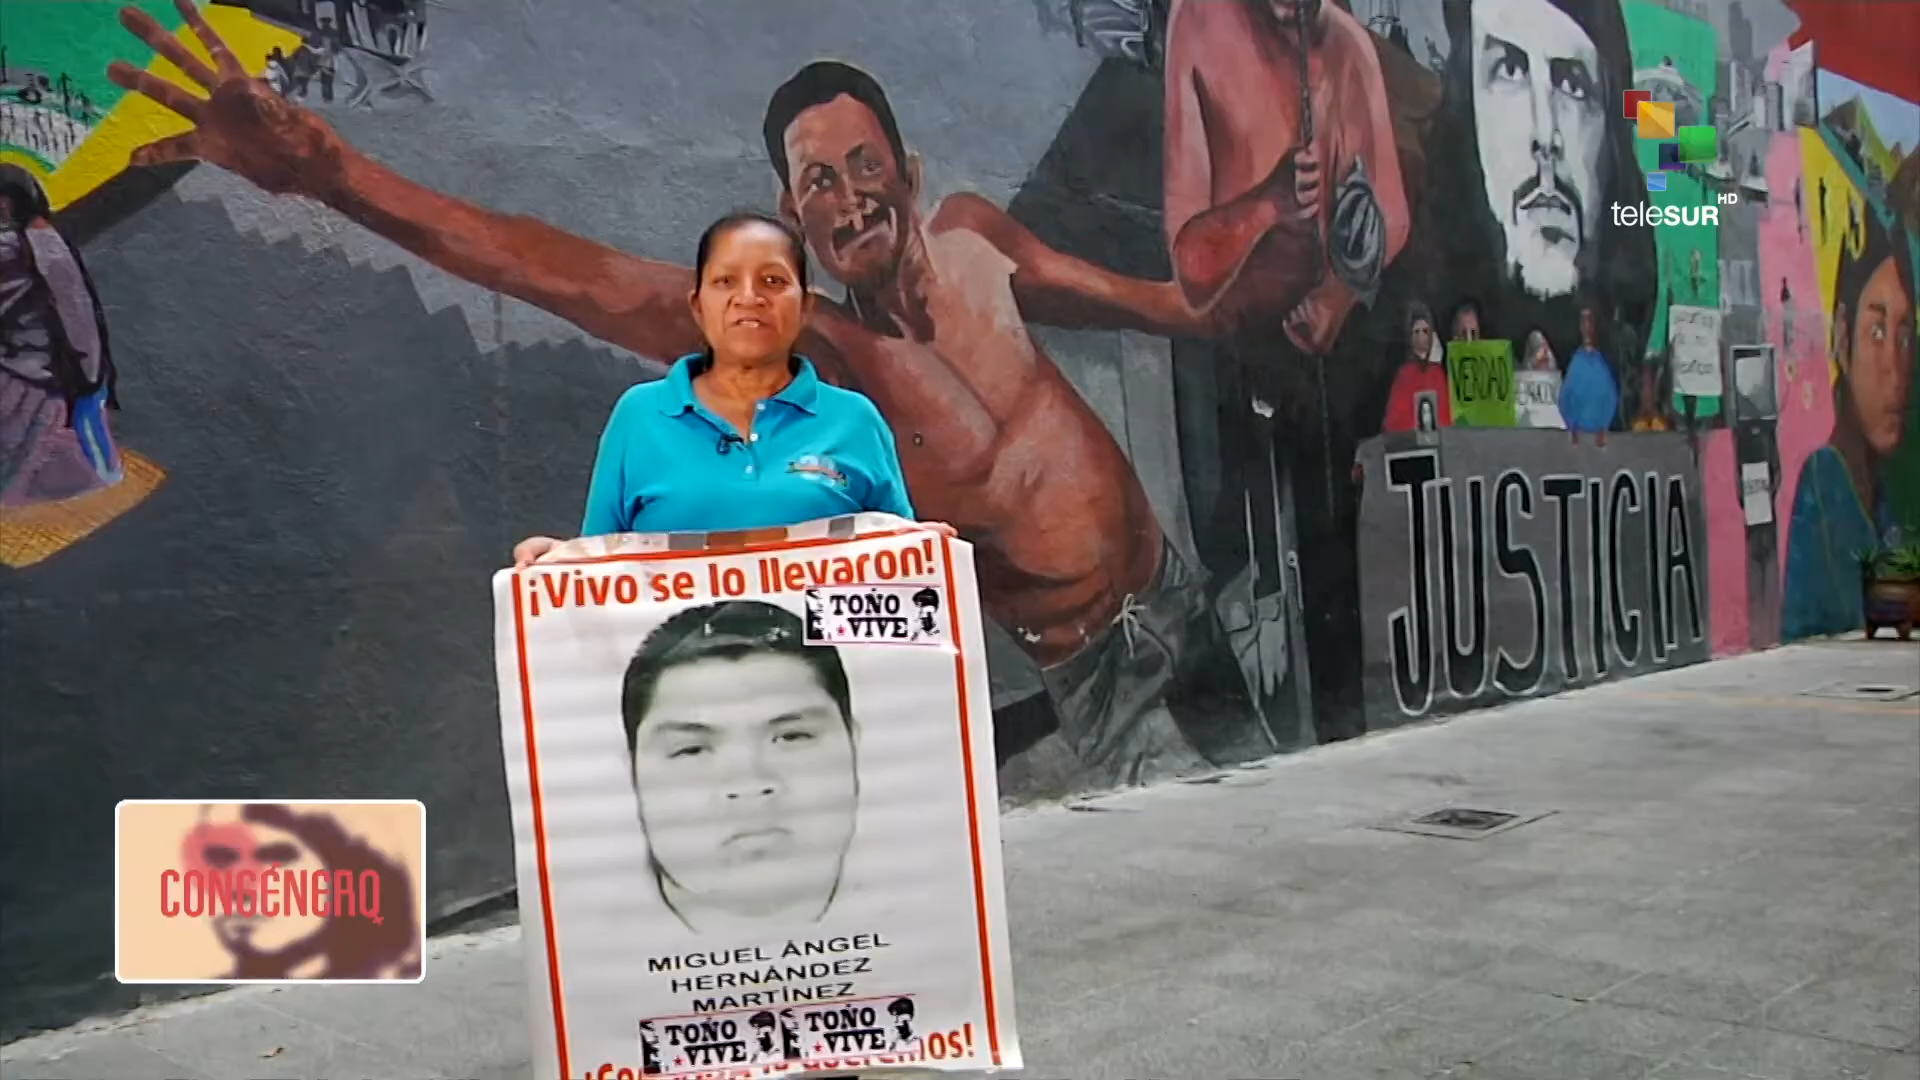 teleSUR HD
VERDAD
JUSTICIA
¡Vivo se lo llevaron!
TOÑO
VIVE
MIGUEL ÁNGEL
HERNÁNDEZ
MARTÍNEZ
TOÑO
VIVE
TOÑO
VIVE
CONGÉNERO